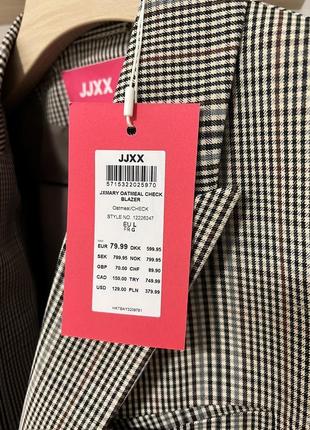 JJXX
JJXX
5715322025970
JXMARY OATMEAL CHECK
BLAZER
Oatmeal/CHECK
STYLE NO. 12226247
EU L
FR G
EUR 79.99 DKK 599.95
SEK 799.95 NOK 799.95
GBP 70.00 CHF 89.90
CAD 150.00 TRY 749.99
USD 129.00 PLN 379.99